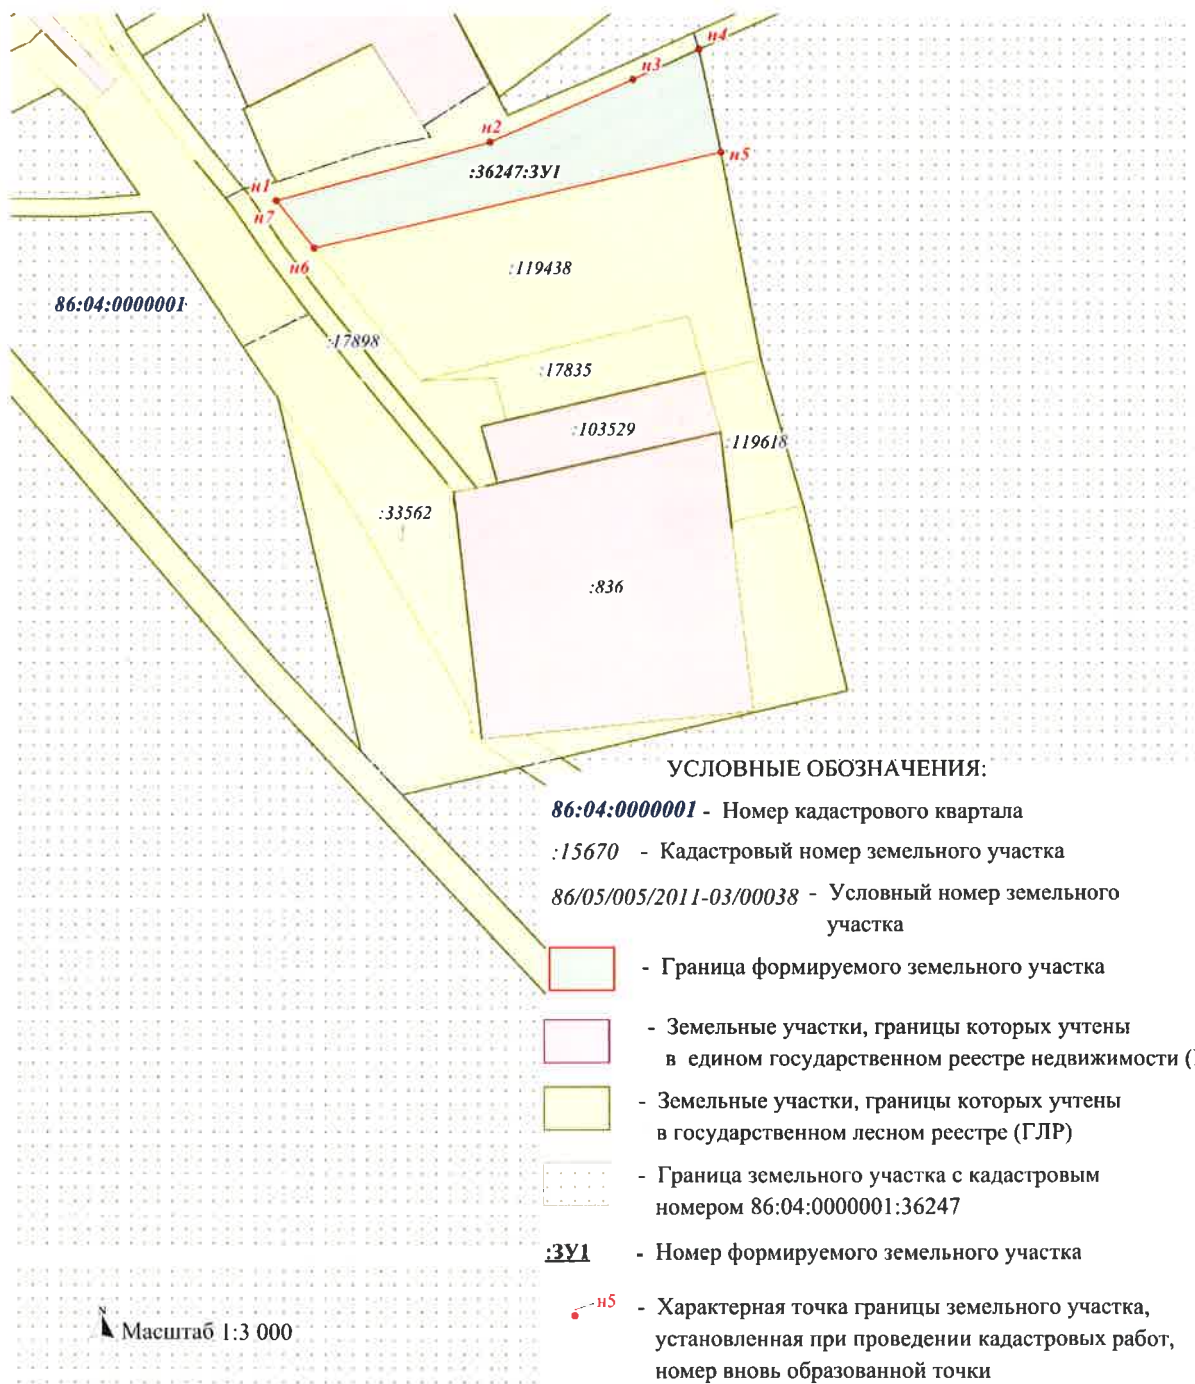 н4
н3
н2
:36247:ЗУ1
н5
н1
н7
н6
:119438
86:04:0000001
:17898
:17835
:103529
:119618
:33562
:836
УСЛОВНЫЕ ОБОЗНАЧЕНИЯ:
86:04:0000001 - Номер кадастрового квартала
:15670 - Кадастровый номер земельного участка
86/05/005/2011-03/00038 - Условный номер земельного
участка
- Граница формируемого земельного участка
- Земельные участки, границы которых учтены
в едином государственном реестре недвижимости (
- Земельные участки, границы которых учтены
в государственном лесном реестре (ГЛР)
- Граница земельного участка с кадастровым
номером 86:04:0000001:36247
:ЗУ1 - Номер формируемого земельного участка
н5 - Характерная точка границы земельного участка,
установленная при проведении кадастровых работ,
номер вновь образованной точки
N
Масштаб 1:3 000